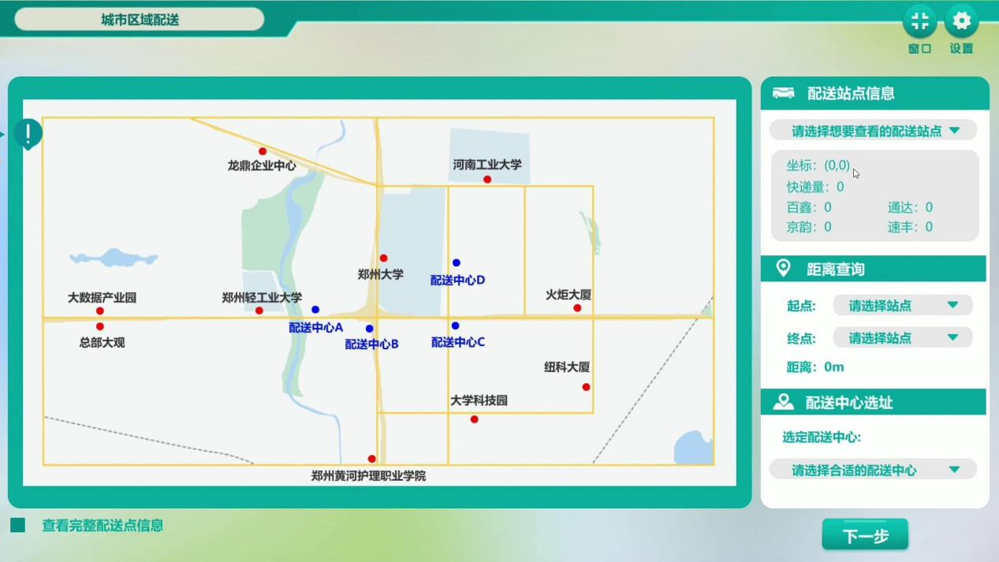 城市区域配送
窗口
设置
龙鼎企业中心
河南工业大学
郑州大学
配送中心D
大数据产业园
郑州轻工业大学
火炬大厦
配送中心A
总部大观
配送中心B
配送中心C
纽科大厦
大学科技园
郑州黄河护理职业学院
!
配送站点信息
请选择想要查看的配送站点
坐标：(0,0)
快递量：0
百鑫：0 通达：0
京韵：0 速丰：0
距离查询
起点: 请选择站点
终点: 请选择站点
距离：0m
配送中心选址
选定配送中心:
请选择合适的配送中心
查看完整配送点信息
下一步